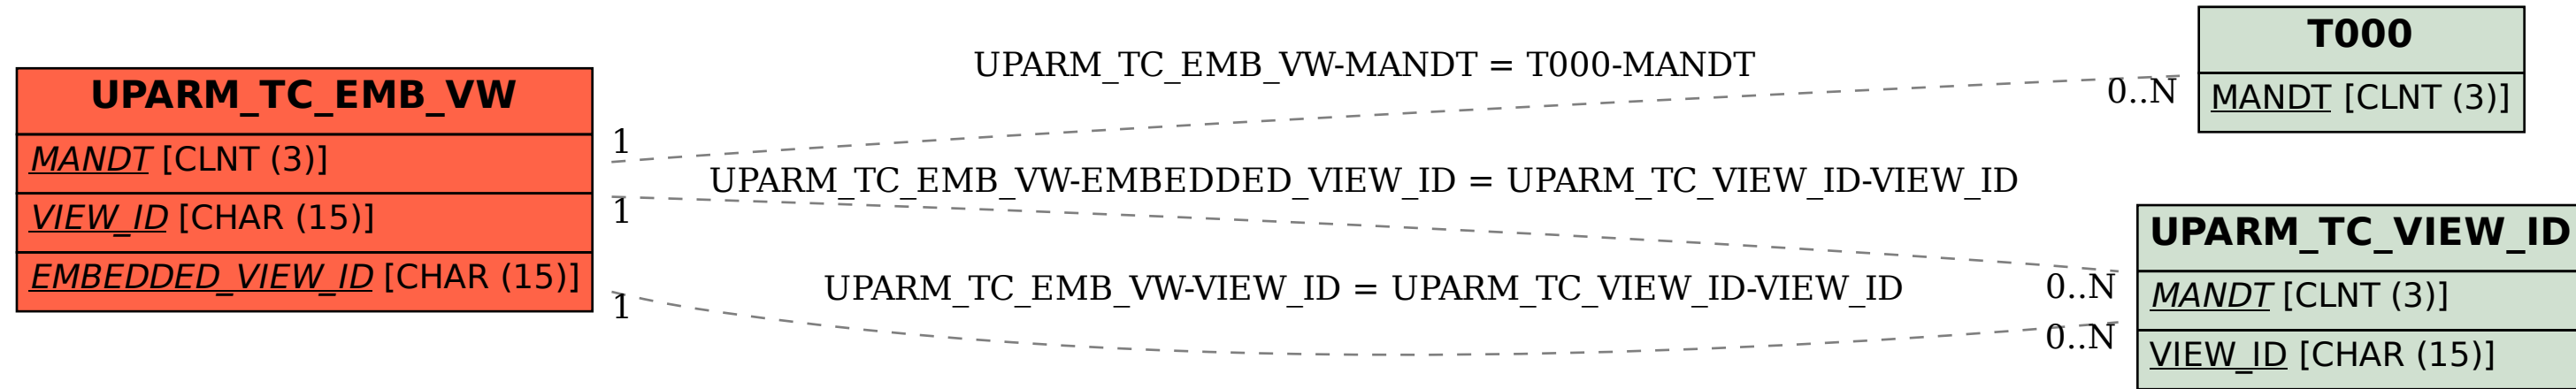 UPARM_TC_EMB_VW
MANDT [CLNT (3)]
VIEW_ID [CHAR (15)]
EMBEDDED_VIEW_ID [CHAR (15)]
UPARM_TC_EMB_VW-MANDT = T000-MANDT
1
0..N
UPARM_TC_EMB_VW-EMBEDDED_VIEW_ID = UPARM_TC_VIEW_ID-VIEW_ID
1
0..N
UPARM_TC_EMB_VW-VIEW_ID = UPARM_TC_VIEW_ID-VIEW_ID
1
0..N
T000
MANDT [CLNT (3)]
UPARM_TC_VIEW_ID
MANDT [CLNT (3)]
VIEW_ID [CHAR (15)]